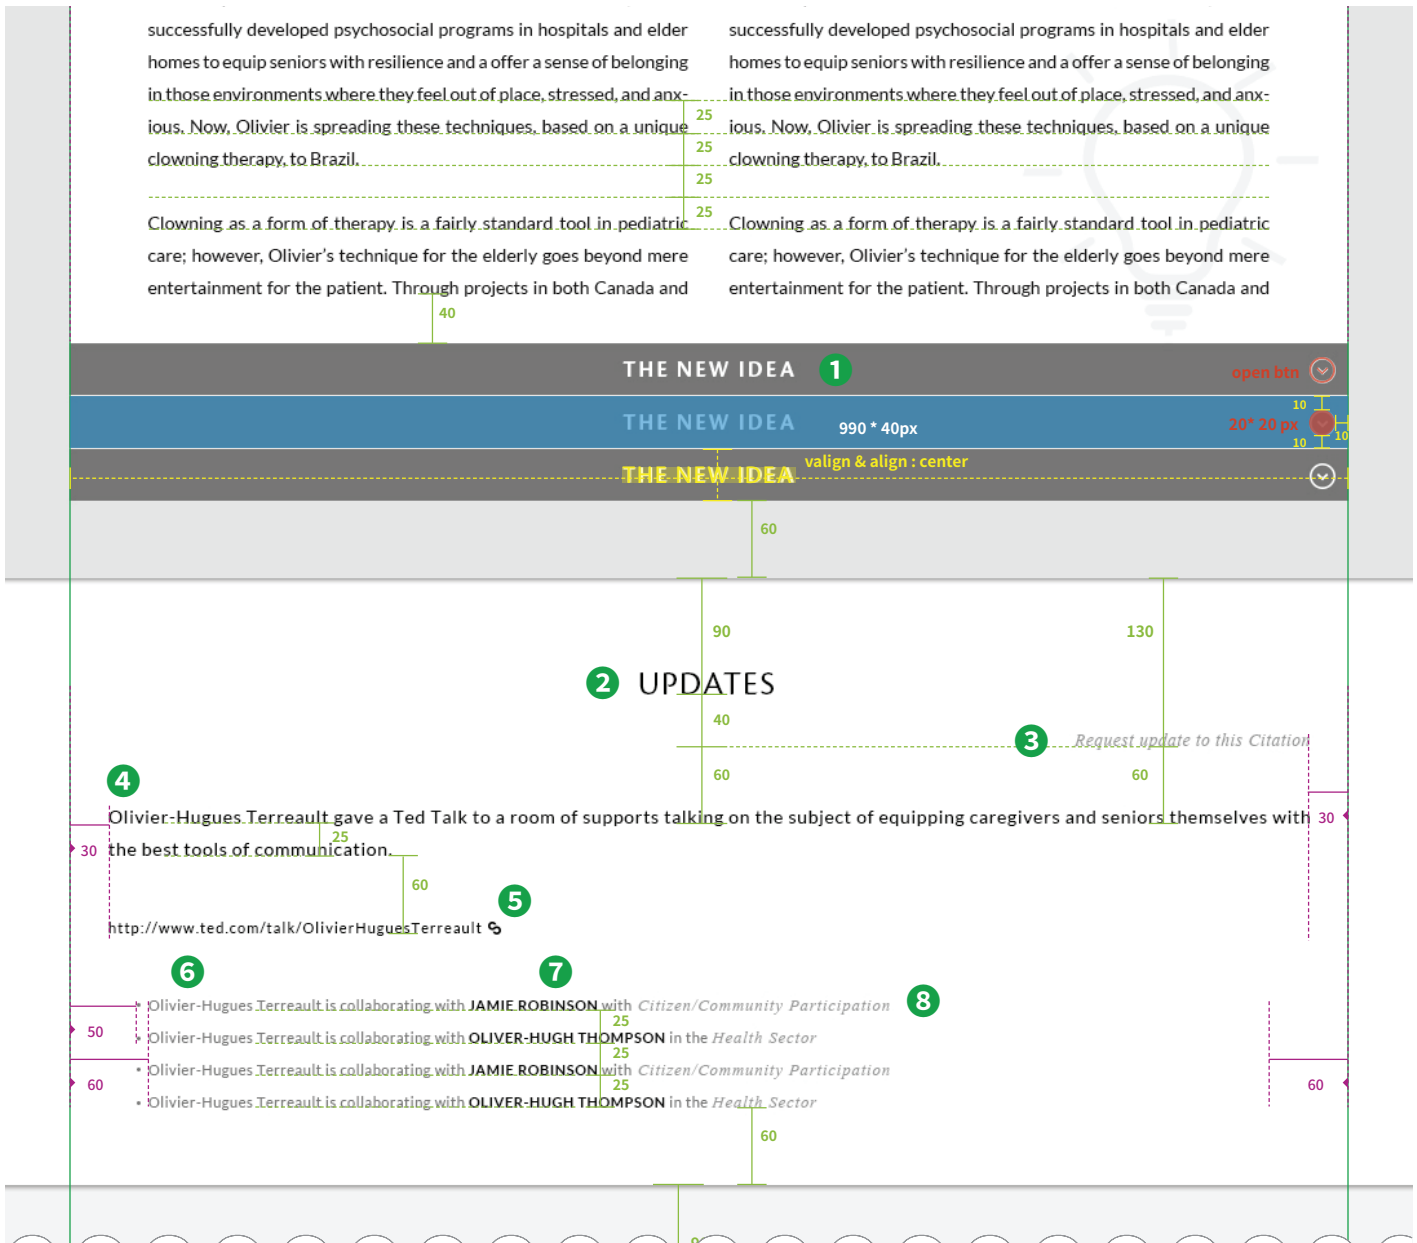 successfully developed psychosocial programs in hospitals and elder
homes to equip seniors with resilience and a offer a sense of belonging
in those environments where they feel out of place, stressed, and anx-
ious. Now, Olivier is spreading these techniques, based on a unique
clowning therapy, to Brazil.
Clowning as a form of therapy is a fairly standard tool in pediatric
care; however, Olivier's technique for the elderly goes beyond mere
entertainment for the patient. Through projects in both Canada and
25
25
25
25
40
successfully developed psychosocial programs in hospitals and elder
homes to equip seniors with resilience and a offer a sense of belonging
in those environments where they feel out of place, stressed, and anx-
ious. Now, Olivier is spreading these techniques, based on a unique
clowning therapy, to Brazil.
Clowning as a form of therapy is a fairly standard tool in pediatric
care; however, Olivier's technique for the elderly goes beyond mere
entertainment for the patient. Through projects in both Canada and
THE NEW IDEA 1 open btn
10
THE NEW IDEA 990 * 40px 20* 20 px
10
10
valign & align : center
THE NEW IDEA
60
90
130
2 UPDATES
40
3 Request update to this Citation
60
60
4
Olivier-Hugues Terreault gave a Ted Talk to a room of supports talking on the subject of equipping caregivers and seniors themselves with
30
25
30
the best tools of communication.
60
5
http://www.ted.com/talk/OlivierHuguesTerreault
6
7
8
• Olivier-Hugues Terreault is collaborating with JAMIE ROBINSON with Citizen/Community Participation
25
50
• Olivier-Hugues Terreault is collaborating with OLIVER-HUGH THOMPSON in the Health Sector
25
• Olivier-Hugues Terreault is collaborating with JAMIE ROBINSON with Citizen/Community Participation
25
60
60
• Olivier-Hugues Terreault is collaborating with OLIVER-HUGH THOMPSON in the Health Sector
60